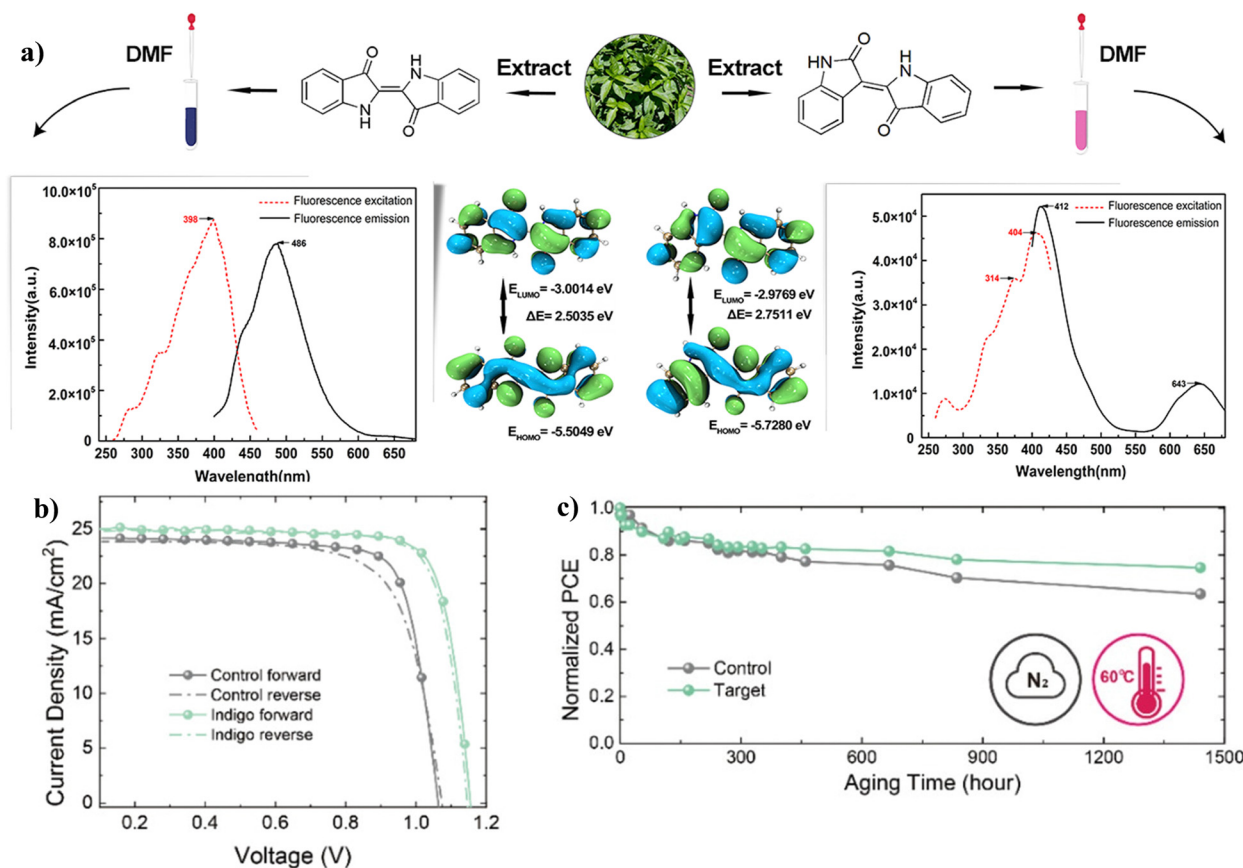 a)
DMF
Extract
Extract
DMF
O
H
N
N
H
O
HN
O
H
N
O
Intensity(a.u.)
10.0×10⁵
8.0×10⁵
6.0×10⁵
4.0×10⁵
2.0×10⁵
0
Fluorescence excitation
Fluorescence emission
398
486
250 300 350 400 450 500 550 600 650
Wavelength(nm)
E_LUMO= -3.0014 eV
ΔE= 2.5035 eV
E_HOMO= -5.5049 eV
E_LUMO= -2.9769 eV
ΔE= 2.7511 eV
E_HOMO= -5.7280 eV
Intensity(a.u.)
5.0×10⁴
4.0×10⁴
3.0×10⁴
2.0×10⁴
2.0×10⁴
0
Fluorescence excitation
Fluorescence emission
412
404
314
643
250 300 350 400 450 500 550 600 650
Wavelength(nm)
b)
Current Density (mA/cm²)
25
20
15
10
5
0
Control forward
Control reverse
Indigo forward
Indigo reverse
0.2 0.4 0.6 0.8 1.0 1.2
Voltage (V)
c)
Normalized PCE
1.0
0.8
0.6
0.4
0.2
0.0
Control
Target
N₂
60°C
0 300 600 900 1200 1500
Aging Time (hour)